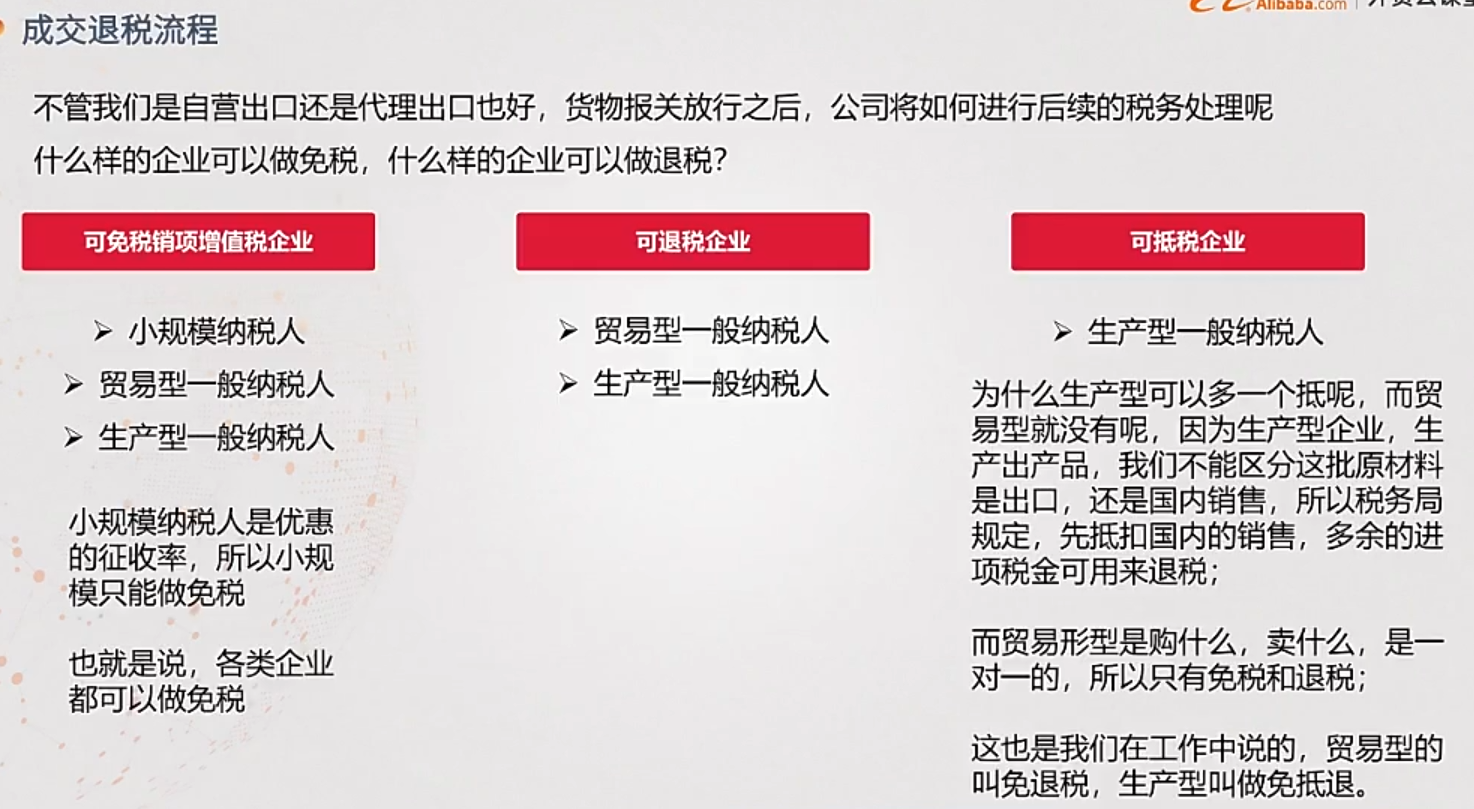 成交退税流程
Alibaba.com
不管我们是自营出口还是代理出口也好，货物报关放行之后，公司将如何进行后续的税务处理呢
什么样的企业可以做免税，什么样的企业可以做退税？
可免税销项增值税企业
➢ 小规模纳税人
➢ 贸易型一般纳税人
➢ 生产型一般纳税人
小规模纳税人是优惠
的征收率，所以小规
模只能做免税
也就是说，各类企业
都可以做免税
可退税企业
➢ 贸易型一般纳税人
➢ 生产型一般纳税人
可抵税企业
➢ 生产型一般纳税人
为什么生产型可以多一个抵呢，而贸
易型就没有呢，因为生产型企业，生
产出产品，我们不能区分这批原材料
是出口，还是国内销售，所以税务局
规定，先抵扣国内的销售，多余的进
项税金可用来退税；
而贸易形型是购什么，卖什么，是一
对一的，所以只有免税和退税；
这也是我们在工作中说的，贸易型的
叫免退税，生产型叫做免抵退。